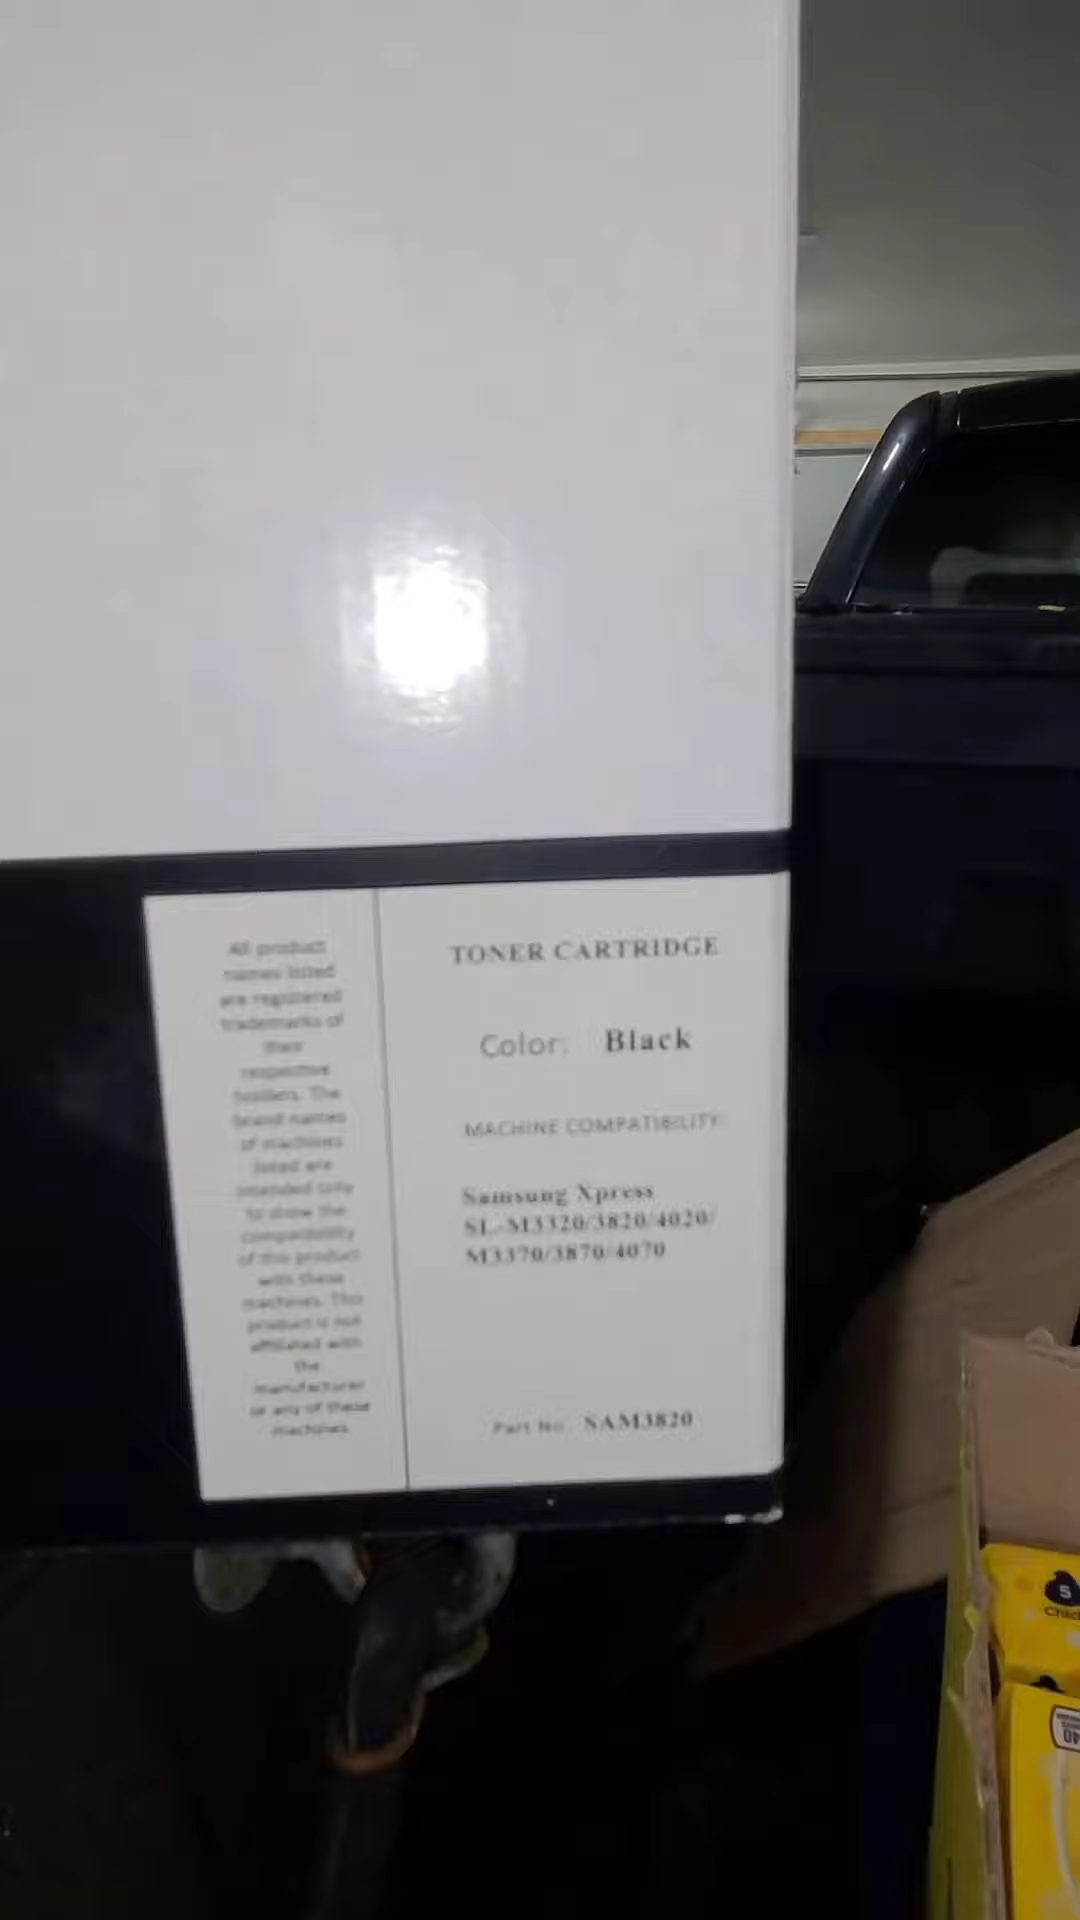 All product
names listed
are registered
trademarks of
their
respective
holders. The
brand names
of machines
listed are
intended only
to show the
compatibility
of this product
with these
machines. This
product is not
affiliated with
the
manufacturer
or any of these
machines.
TONER CARTRIDGE
Color: Black
MACHINE COMPATIBILITY:
Samsung Xpress
SL-M3320/3820/4020/
M3370/3870/4070
Part No: SAM3820
5
40